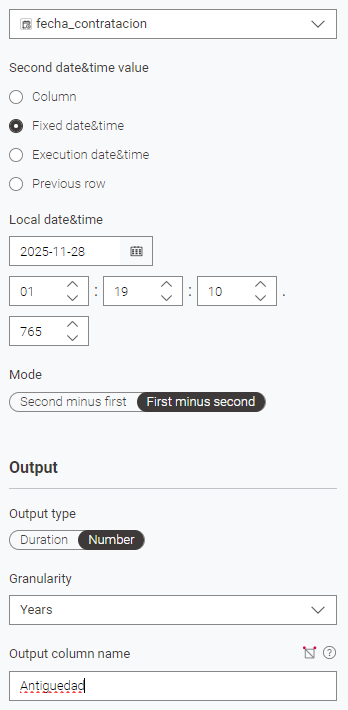 fecha_contratacion
Second date&time value
Column
Fixed date&time
Execution date&time
Previous row
Local date&time
2025-11-28
01 : 19 : 10 .
765
Mode
Second minus first First minus second
Output
Output type
Duration Number
Granularity
Years
Output column name ?
Antiguedad